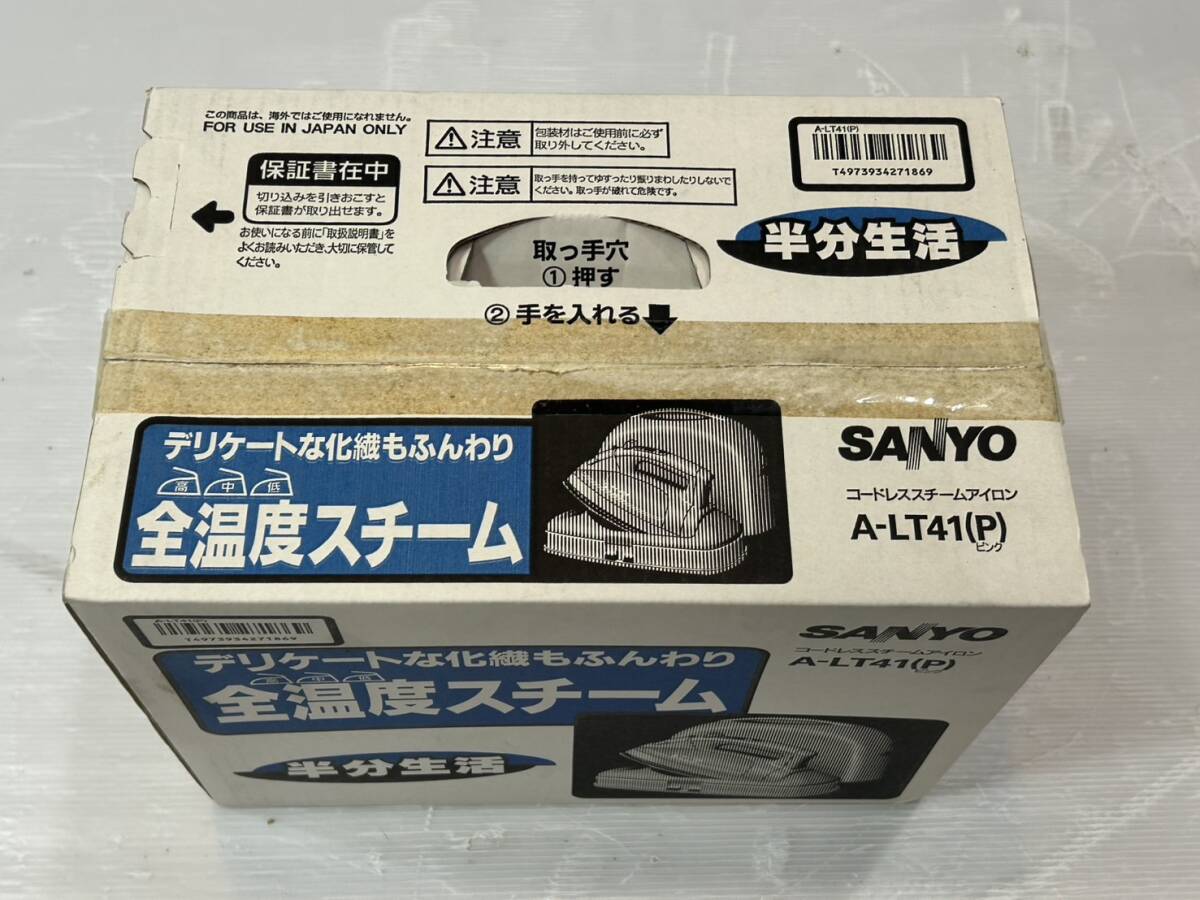 この商品は、海外ではご使用になれません。
FOR USE IN JAPAN ONLY
保証書在中
切り込みを引きおこすと
保証書が取り出せます。
お使いになる前に「取扱説明書」を
よくお読みいただき、大切に保管して
ください。
注意
包装材はご使用前に必ず
取り外してください。
注意
取っ手を持ってゆすったり振りまわしたりしないで
ください。取っ手が破れて危険です。
取っ手穴
①押す
②手を入れる
A-LT41(P)
T4973934271869
半分生活
デリケートな化繊もふんわり
高 中 低
全温度スチーム
SANYO
コードレススチームアイロン
A-LT41(P)
ピンク
A-LT41(P)
T4973934271869
デリケートな化繊もふんわり
高 中 低
全温度スチーム
半分生活
SANYO
コードレススチームアイロン
A-LT41(P)
ピンク